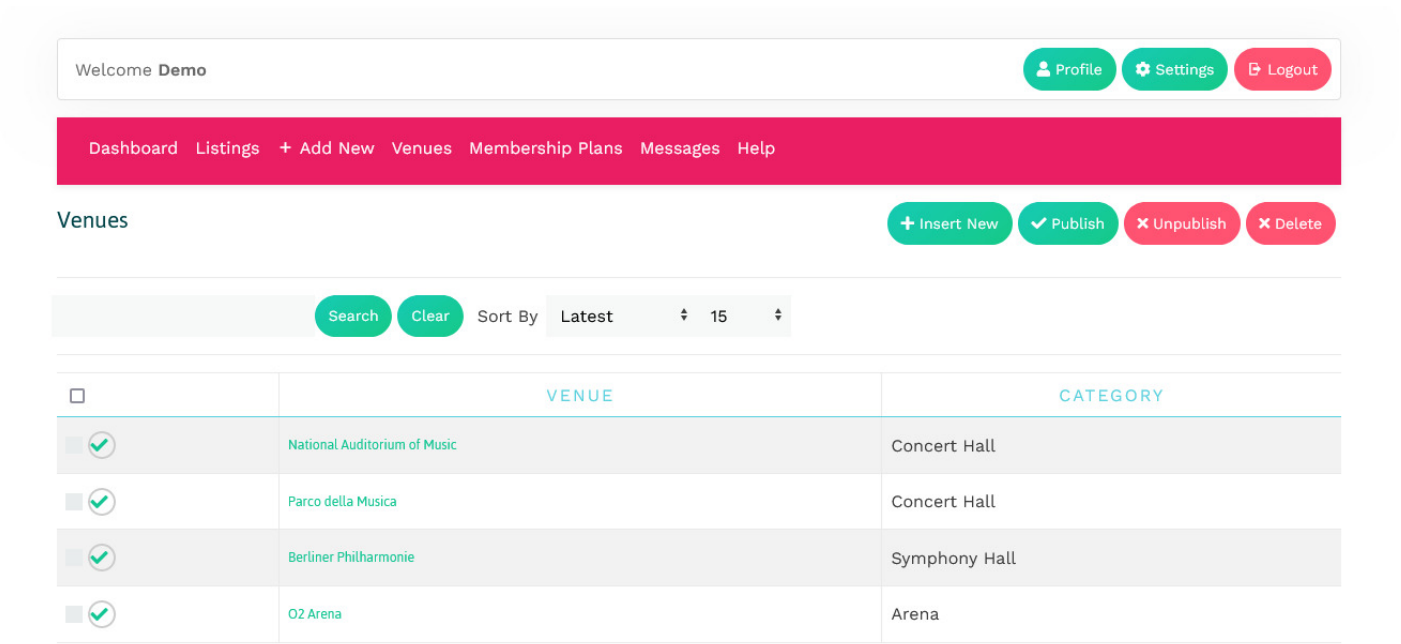 Welcome Demo Profile Settings Logout
Dashboard Listings + Add New Venues Membership Plans Messages Help
Venues + Insert New Publish Unpublish Delete
Search Clear Sort By Latest 15
VENUE CATEGORY
National Auditorium of Music Concert Hall
Parco della Musica Concert Hall
Berliner Philharmonie Symphony Hall
O2 Arena Arena